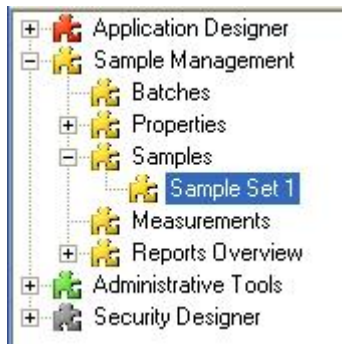 Application Designer
Sample Management
Batches
Properties
Samples
Sample Set 1
Measurements
Reports Overview
Administrative Tools
Security Designer